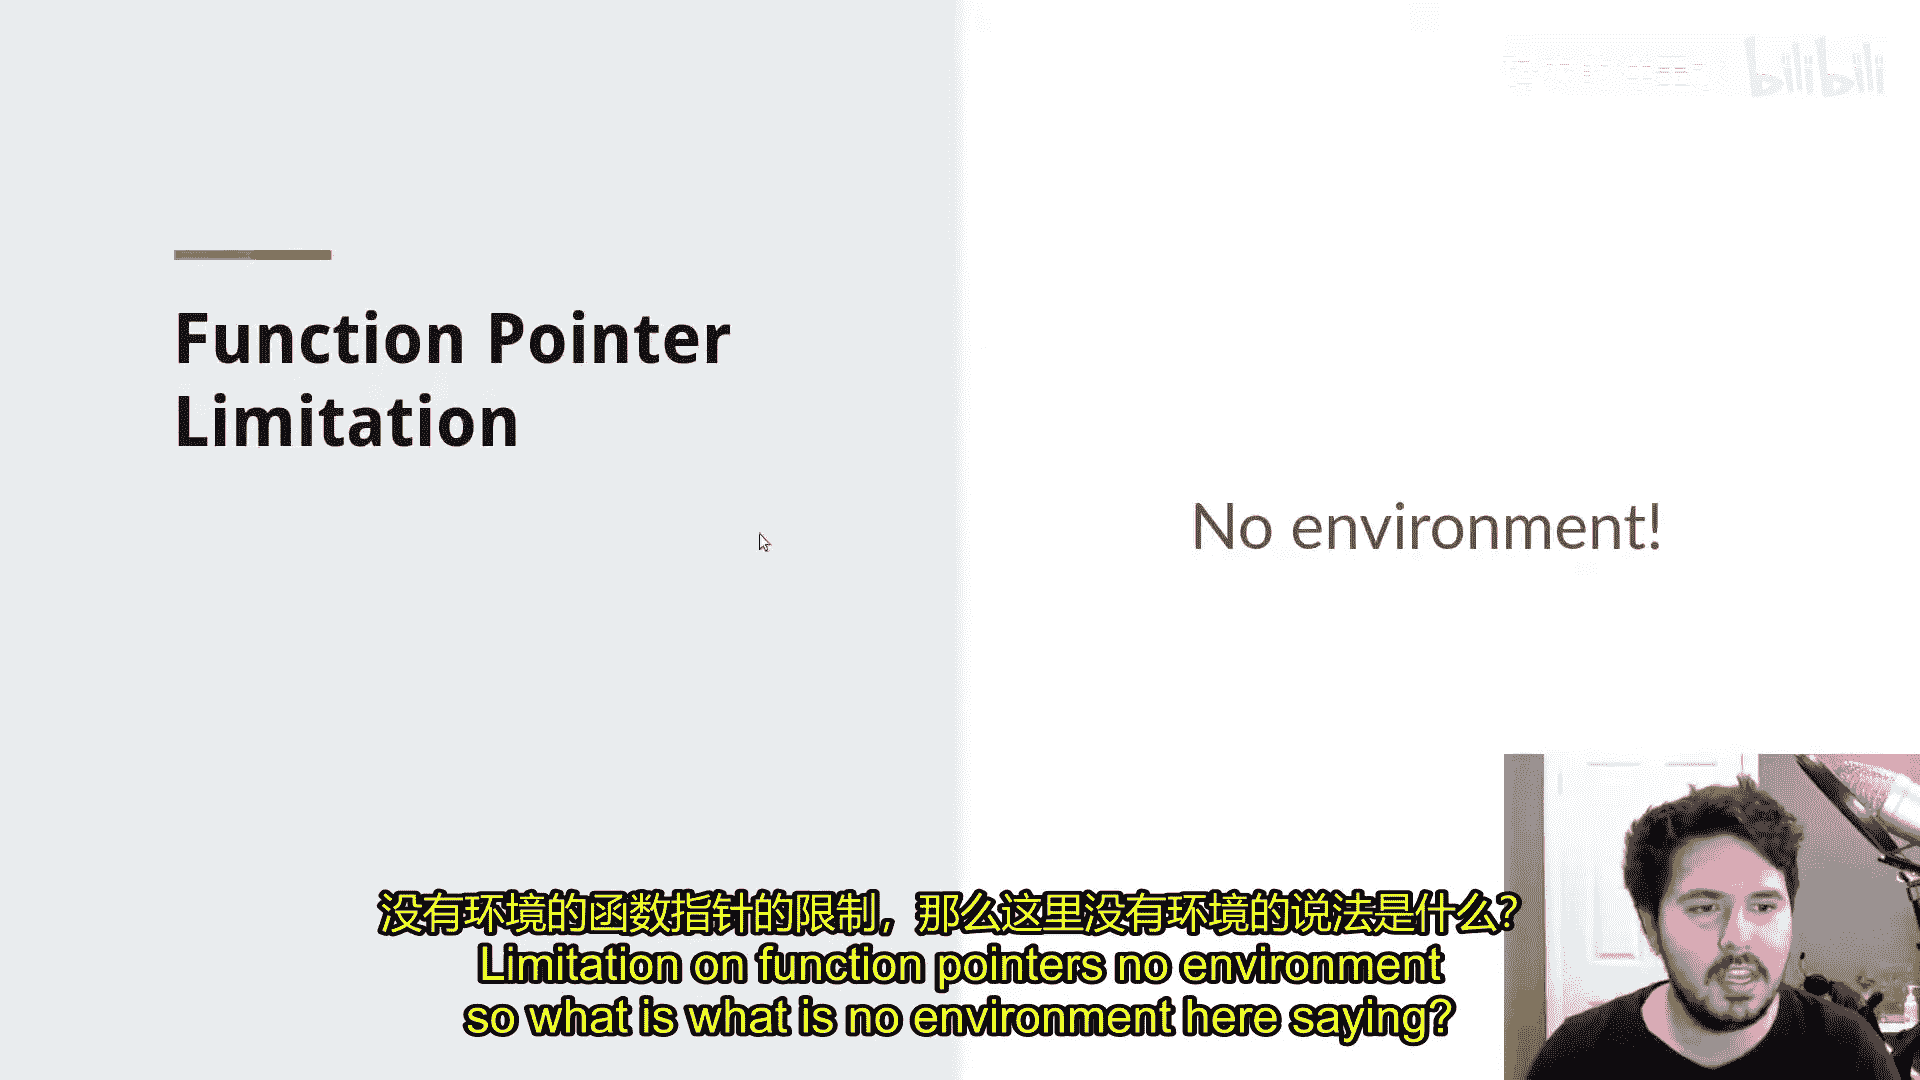 bilibili
Function Pointer
Limitation
No environment!
没有环境的函数指针的限制，那么这里没有环境的说法是什么?
Limitation on function pointers no environment
so what is what is no environment here saying?